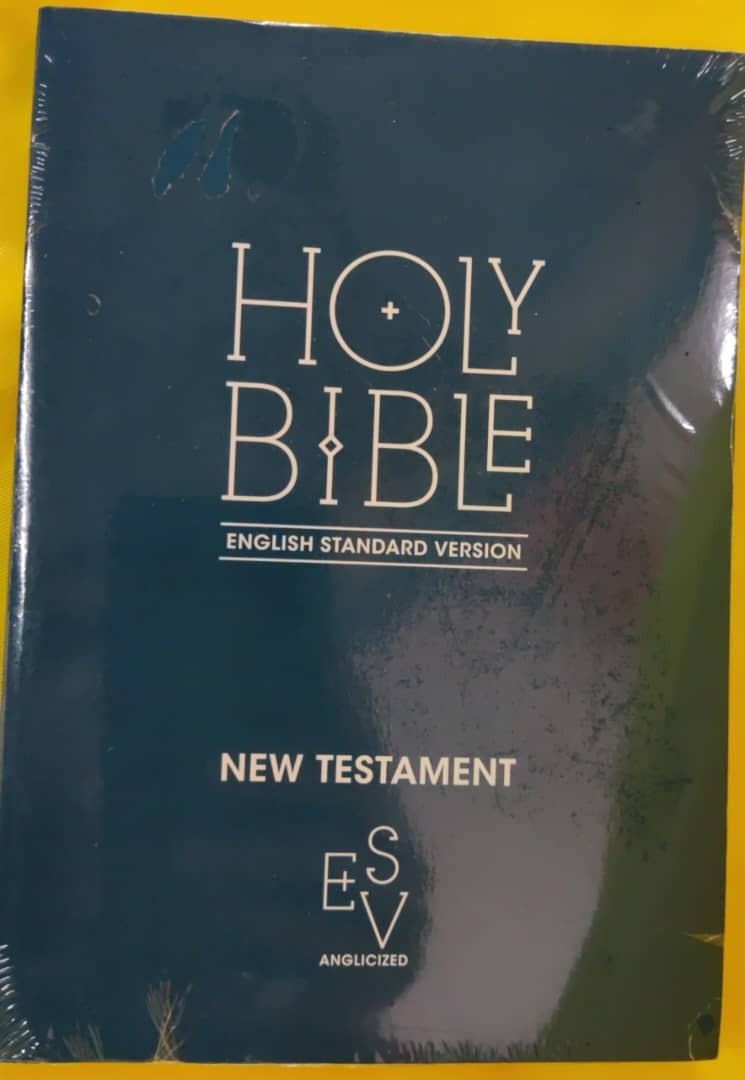 HOLY
BIBLE
ENGLISH STANDARD VERSION
NEW TESTAMENT
ESV
ANGLICIZED